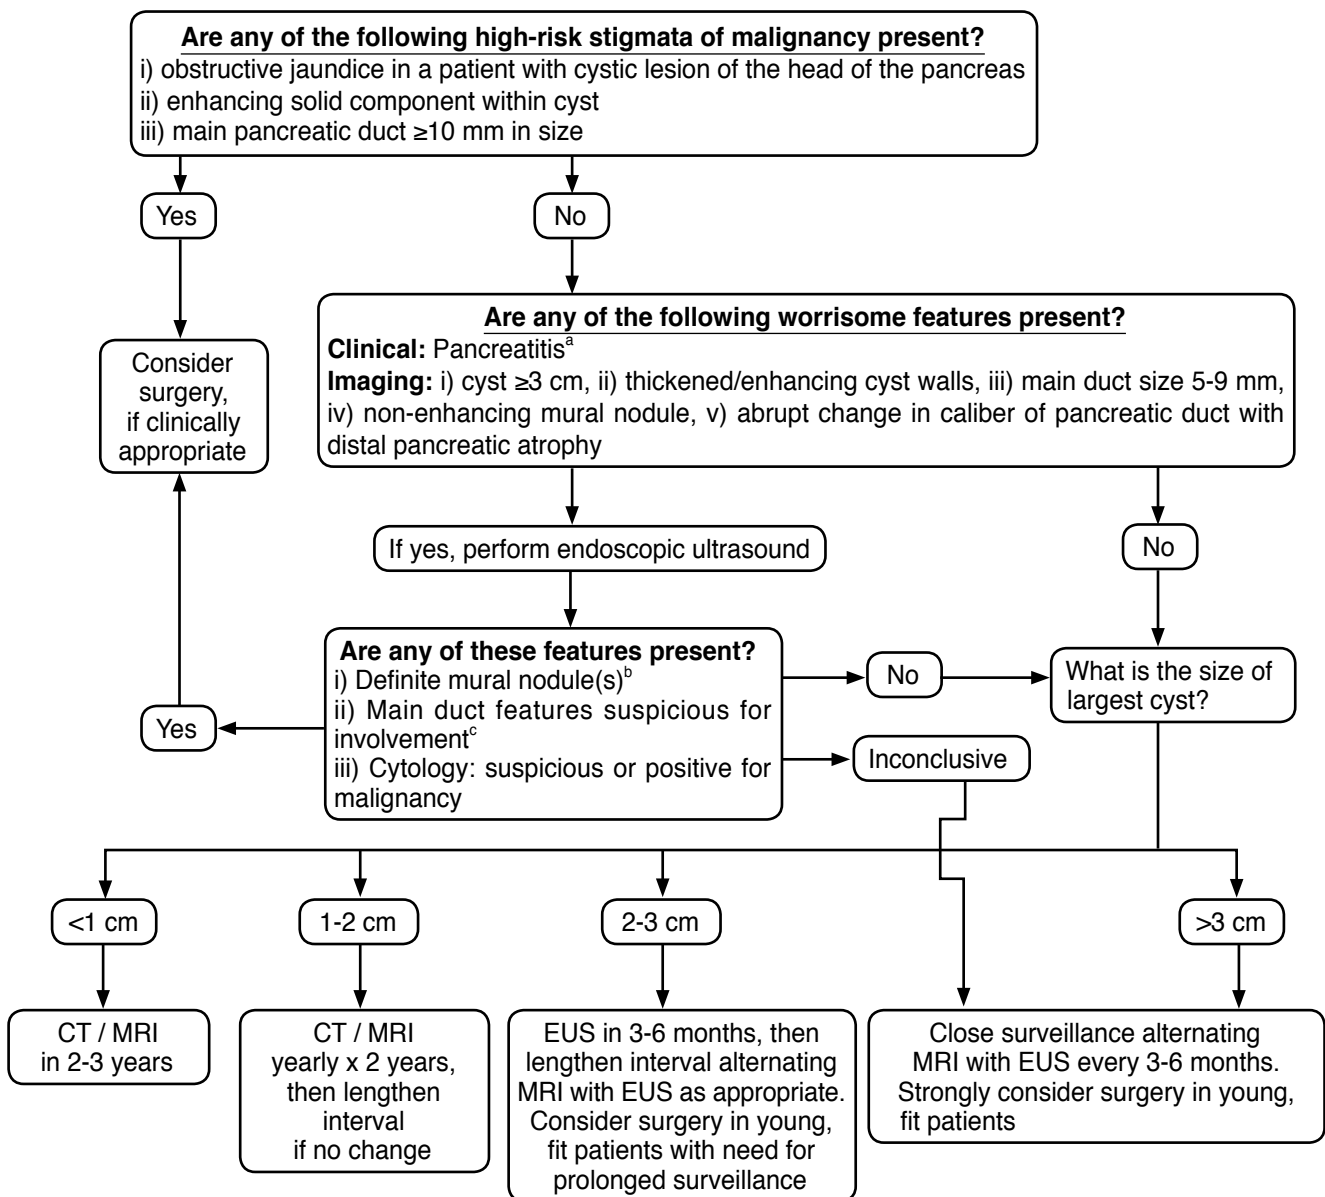 Are any of the following high-risk stigmata of malignancy present?
i) obstructive jaundice in a patient with cystic lesion of the head of the pancreas
ii) enhancing solid component within cyst
iii) main pancreatic duct ≥10 mm in size
Yes
No
Consider
surgery,
if clinically
appropriate
Are any of the following worrisome features present?
Clinical: Pancreatitisᵃ
Imaging: i) cyst ≥3 cm, ii) thickened/enhancing cyst walls, iii) main duct size 5-9 mm,
iv) non-enhancing mural nodule, v) abrupt change in caliber of pancreatic duct with
distal pancreatic atrophy
If yes, perform endoscopic ultrasound
No
Are any of these features present?
i) Definite mural nodule(s)ᵇ
ii) Main duct features suspicious for
involvementᶜ
iii) Cytology: suspicious or positive for
malignancy
Yes
No
Inconclusive
What is the size of
largest cyst?
<1 cm
1-2 cm
2-3 cm
>3 cm
CT / MRI
in 2-3 years
CT / MRI
yearly x 2 years,
then lengthen
interval
if no change
EUS in 3-6 months, then
lengthen interval alternating
MRI with EUS as appropriate.
Consider surgery in young,
fit patients with need for
prolonged surveillance
Close surveillance alternating
MRI with EUS every 3-6 months.
Strongly consider surgery in young,
fit patients